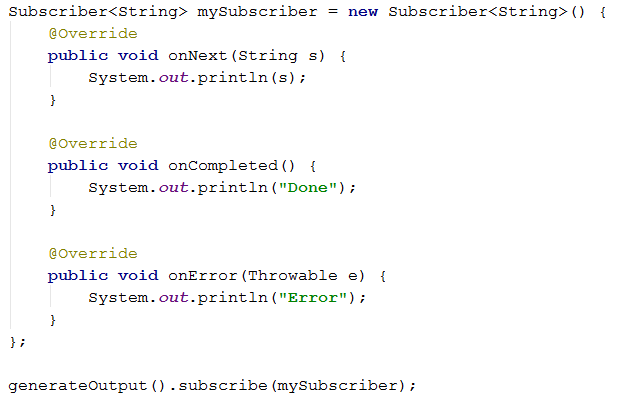 Subscriber<String> mySubscriber = new Subscriber<String>() {
    @Override
    public void onNext(String s) {
        System.out.println(s);
    }

    @Override
    public void onCompleted() {
        System.out.println("Done");
    }

    @Override
    public void onError(Throwable e) {
        System.out.println("Error");
    }
};

generateOutput().subscribe(mySubscriber);